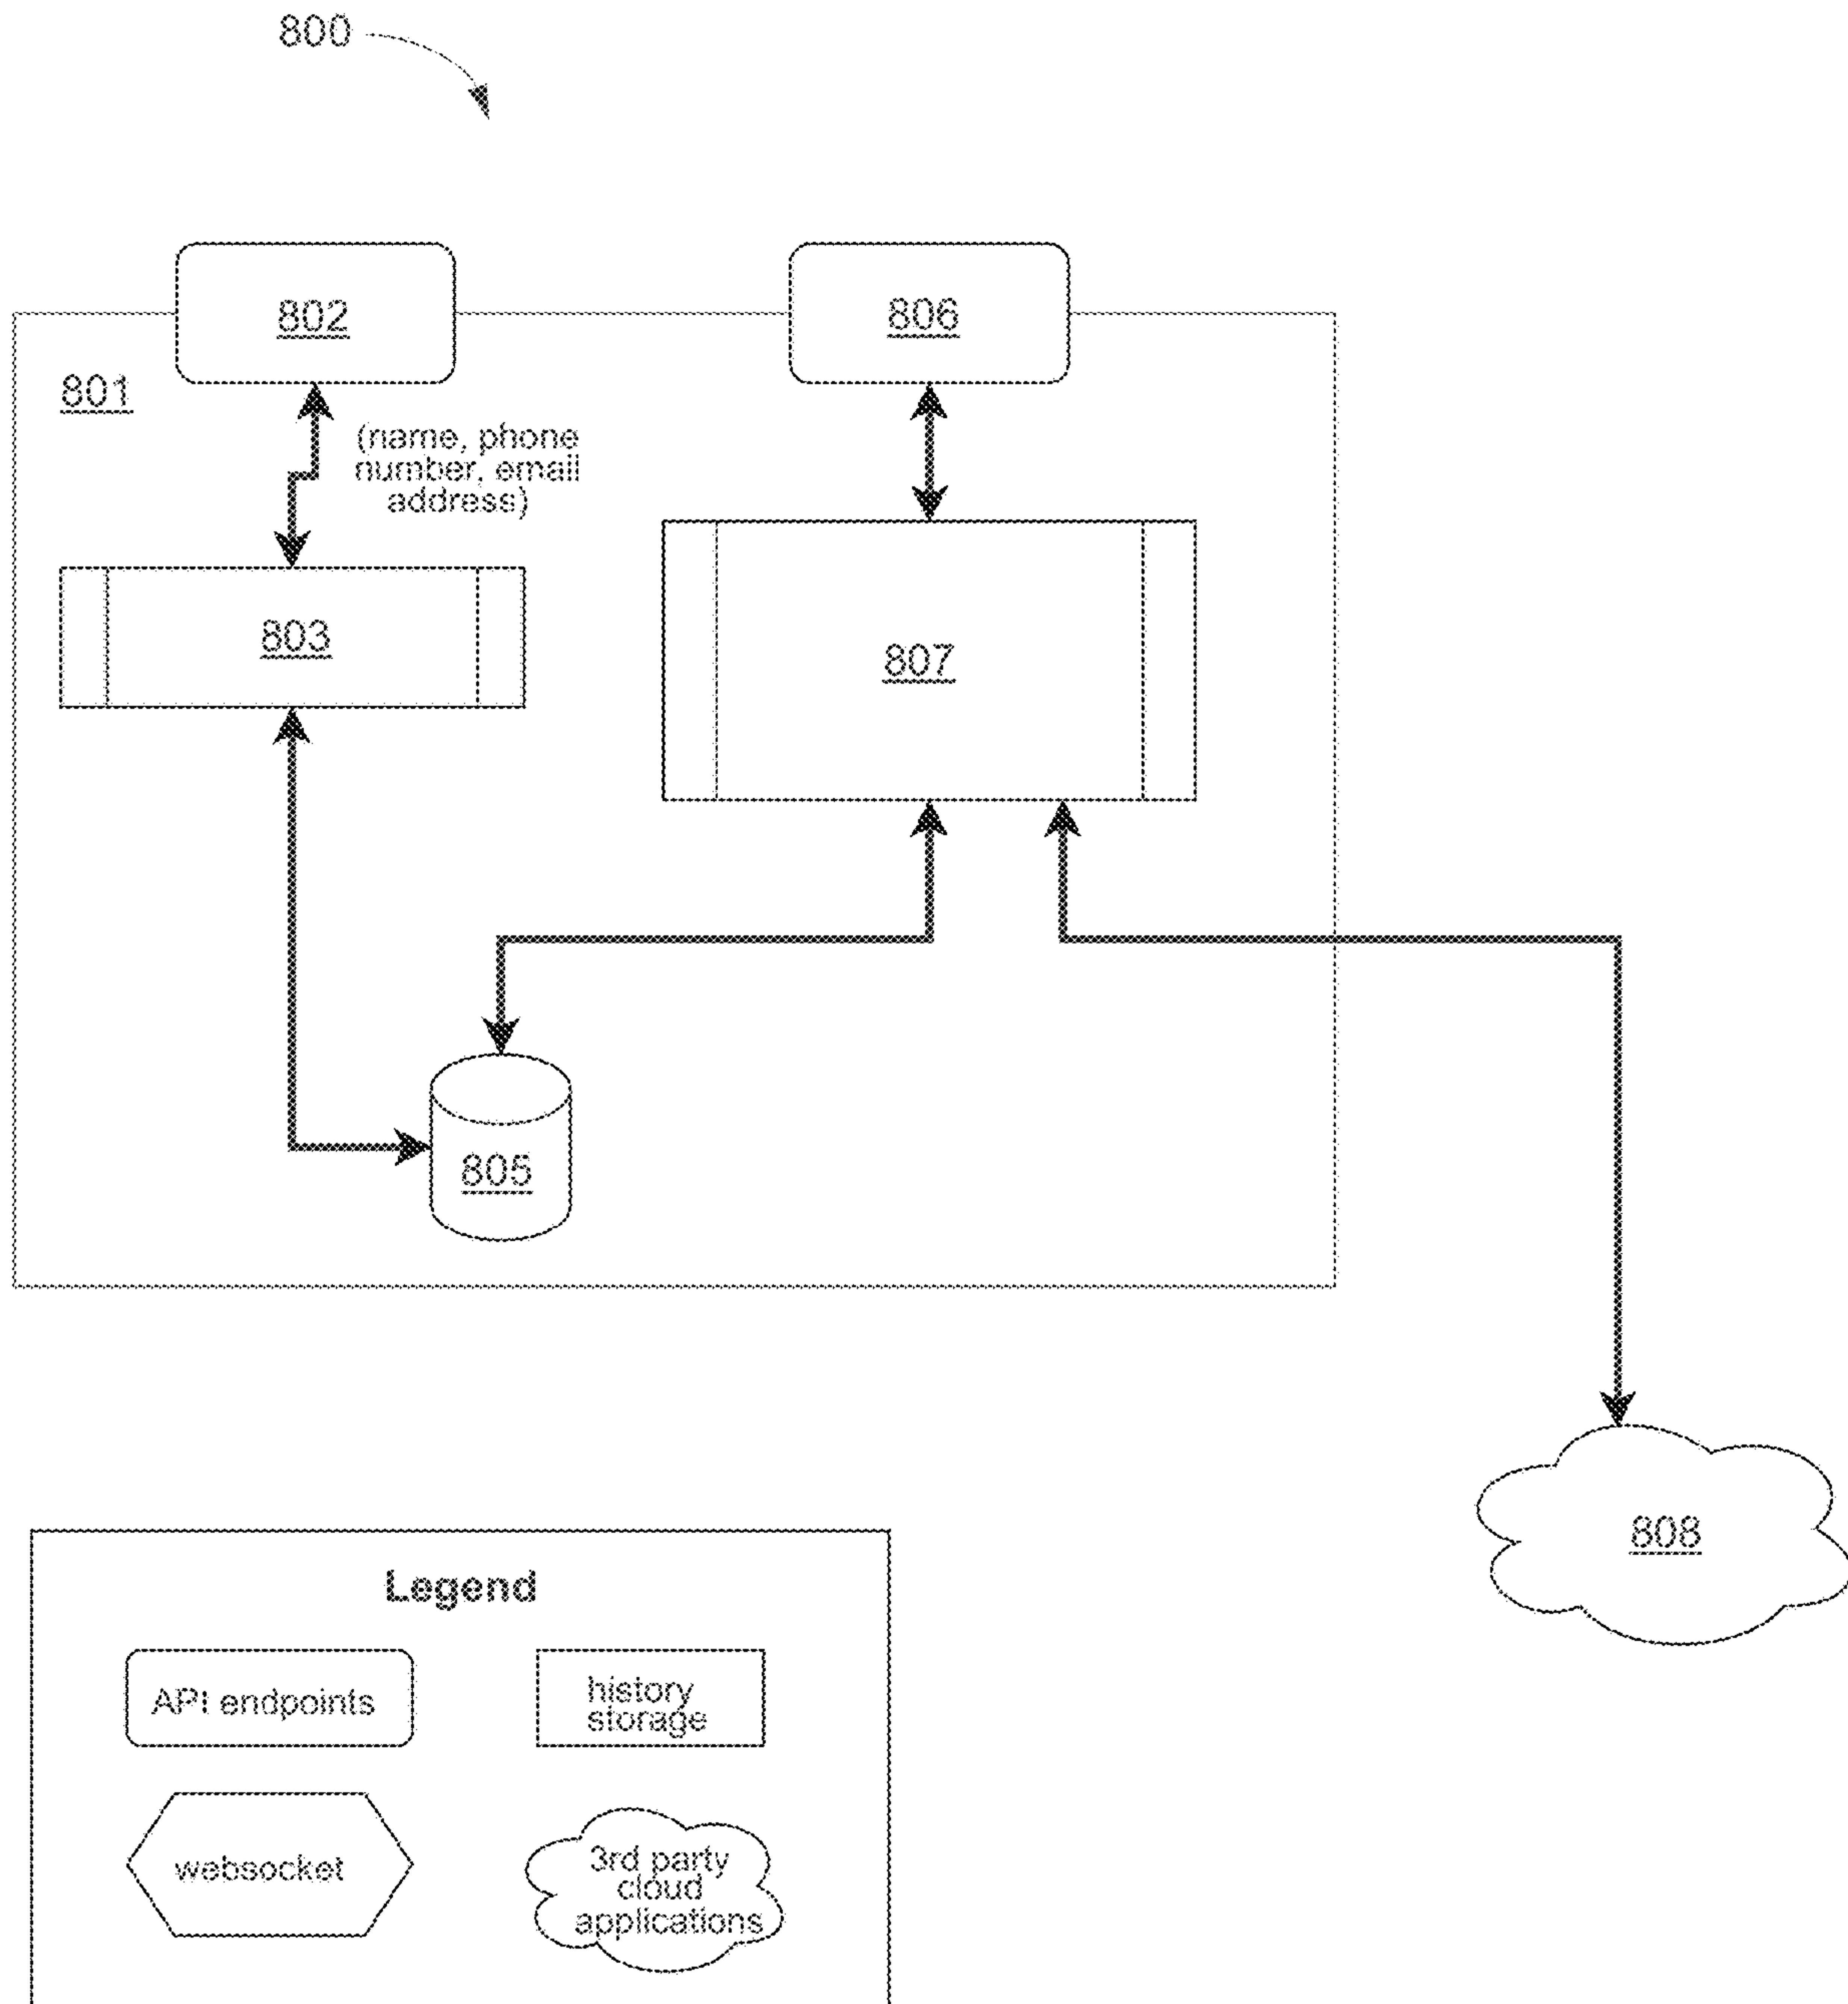 800
802
806
801
(name, phone
number, email
address)
803
807
805
808
Legend
API endpoints
history
storage
websocket
3rd party
cloud
applications